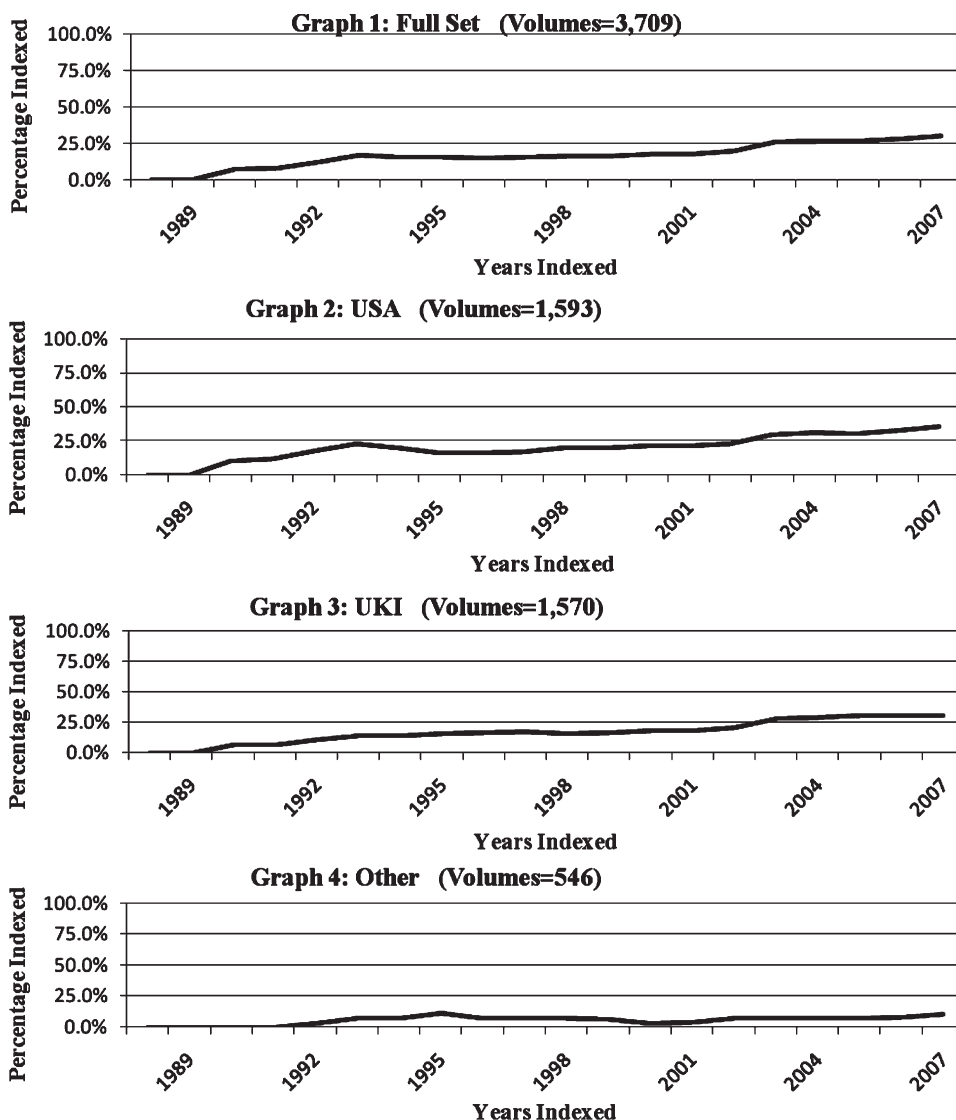 Graph 1: Full Set (Volumes=3,709)
Percentage Indexed
100.0%
75.0%
50.0%
25.0%
0.0%
1989 1992 1995 1998 2001 2004 2007
Years Indexed
Graph 2: USA (Volumes=1,593)
Percentage Indexed
100.0%
75.0%
50.0%
25.0%
0.0%
1989 1992 1995 1998 2001 2004 2007
Years Indexed
Graph 3: UKI (Volumes=1,570)
Percentage Indexed
100.0%
75.0%
50.0%
25.0%
0.0%
1989 1992 1995 1998 2001 2004 2007
Years Indexed
Graph 4: Other (Volumes=546)
Percentage Indexed
100.0%
75.0%
50.0%
25.0%
0.0%
1989 1992 1995 1998 2001 2004 2007
Years Indexed